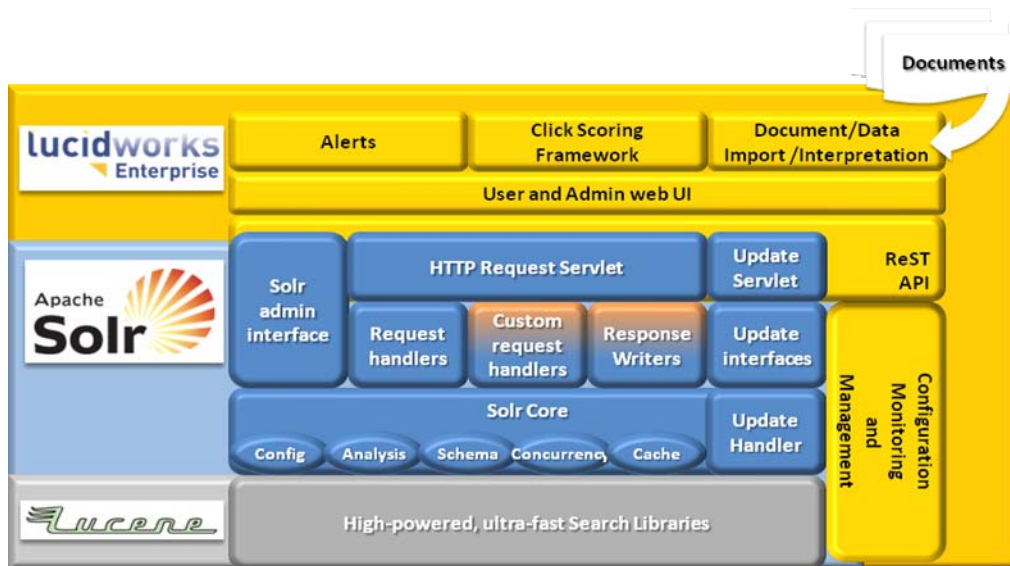 Documents
lucidworks
Enterprise
Alerts
Click Scoring
Framework
Document/Data
Import /Interpretation
User and Admin web UI
Apache
Solr
Solr
admin
interface
HTTP Request Servlet
Update
Servlet
ReST
API
Request
handlers
Custom
request
handlers
Response
Writers
Update
interfaces
Configuration
Monitoring
and
Management
Solr Core
Config
Analysis
Schema
Concurrency
Cache
Update
Handler
Lucene
High-powered, ultra-fast Search Libraries